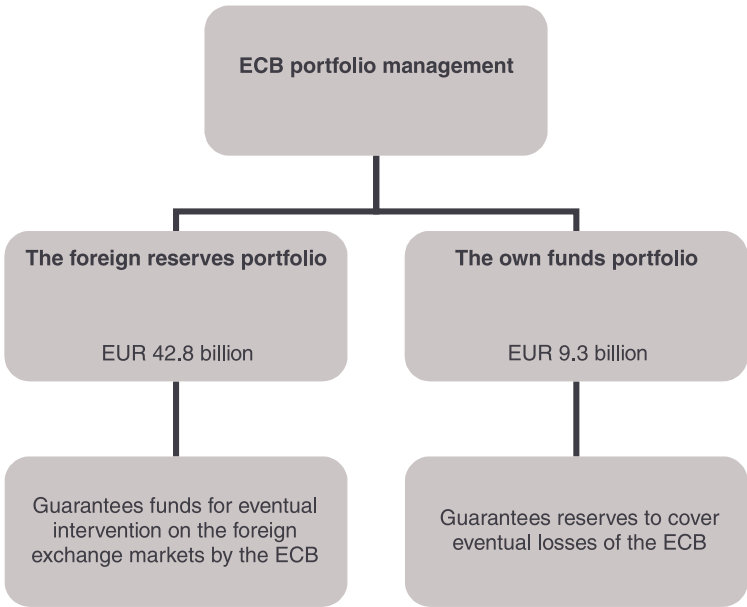 ECB portfolio management
The foreign reserves portfolio
EUR 42.8 billion
The own funds portfolio
EUR 9.3 billion
Guarantees funds for eventual
intervention on the foreign
exchange markets by the ECB
Guarantees reserves to cover
eventual losses of the ECB